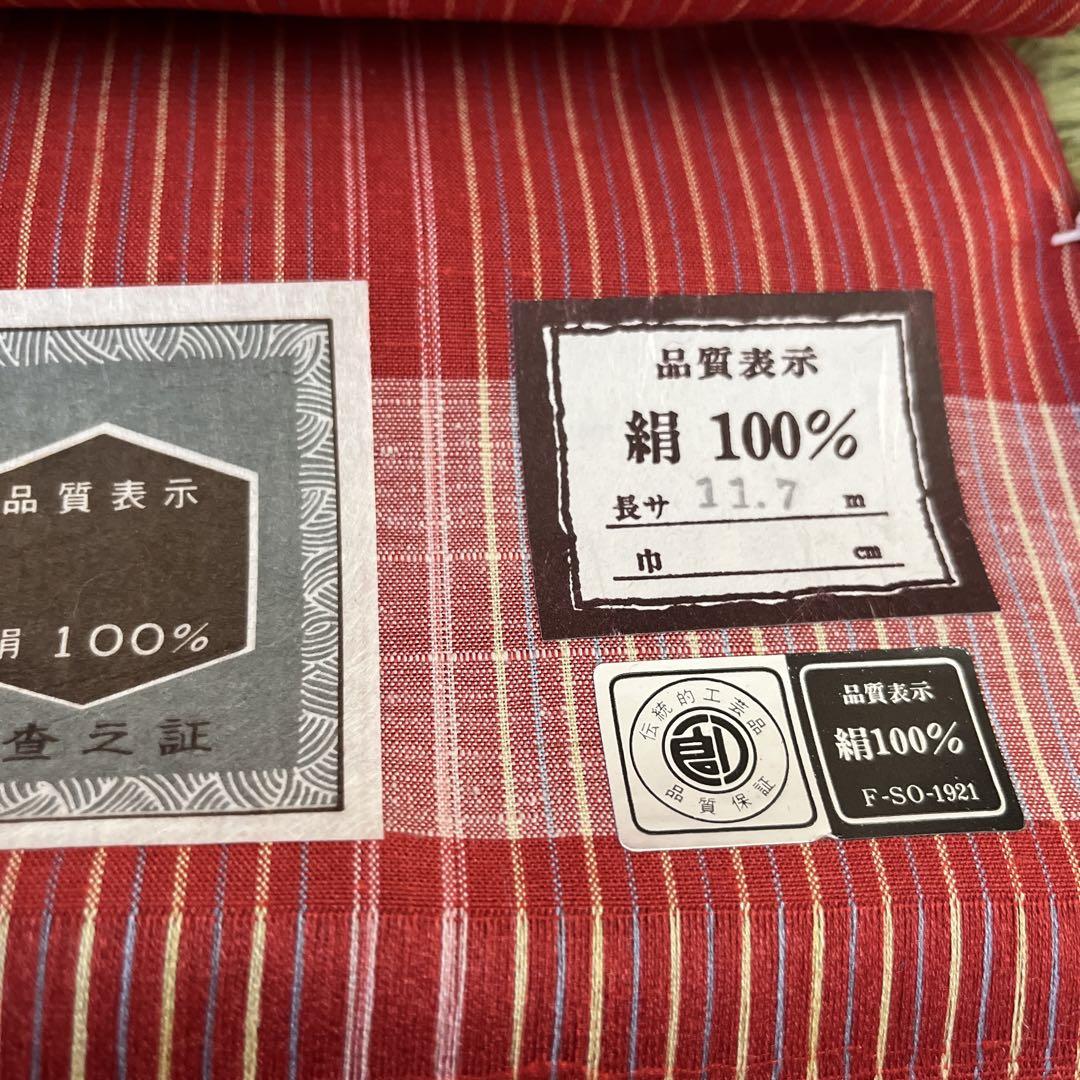 品質表示
絹 100%
査之証
品質表示
絹 100%
長サ 11.7 m
巾 cm
伝統的工芸品
品質保証
品質表示
絹100%
F-SO-1921